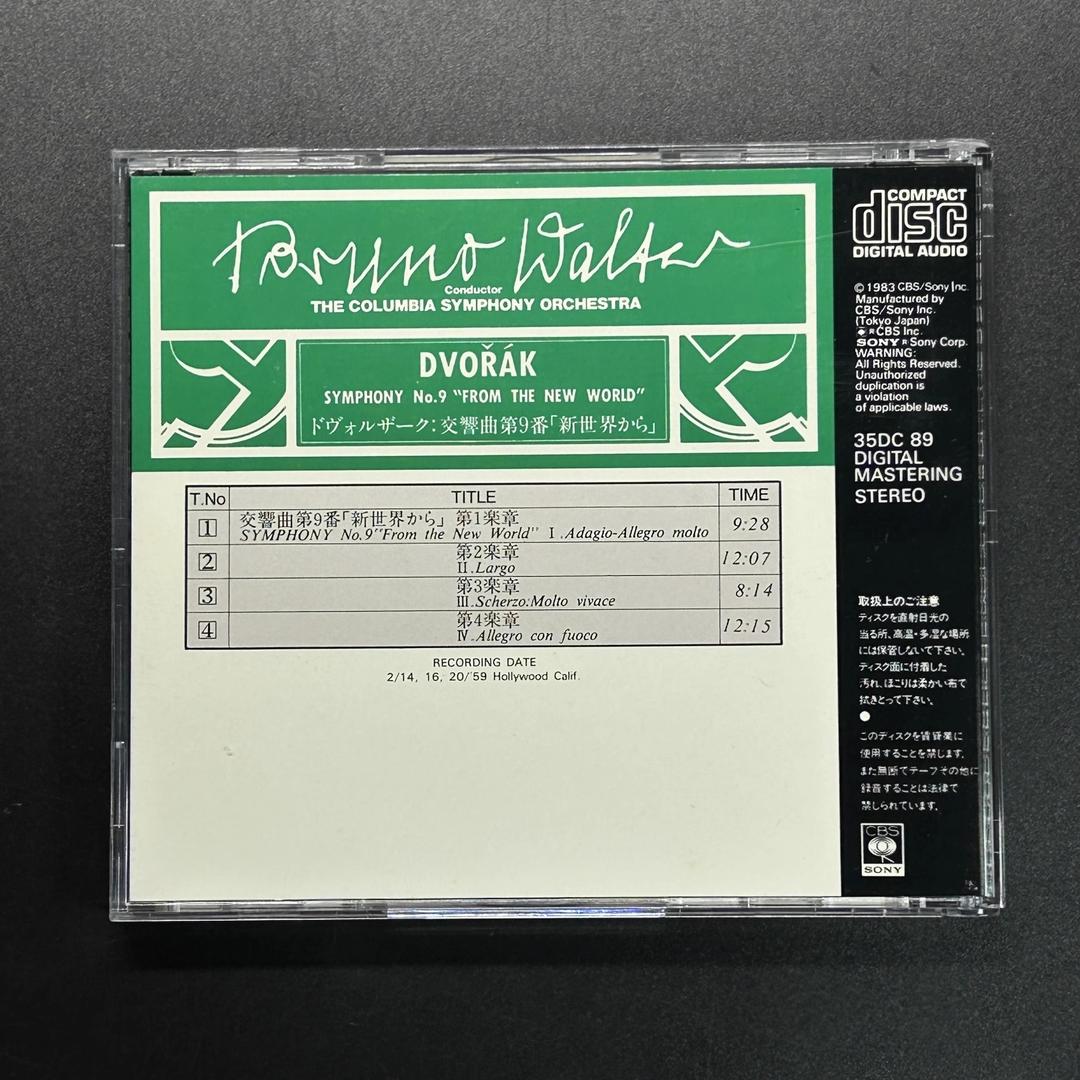 Bruno Walter
Conductor
THE COLUMBIA SYMPHONY ORCHESTRA
DVOŘÁK
SYMPHONY No.9 "FROM THE NEW WORLD"
ドヴォルザーク:交響曲第9番「新世界から」
T.No TITLE TIME
1 交響曲第9番「新世界から」 第1楽章 9:28
SYMPHONY No.9"From the New World" Ⅰ.Adagio-Allegro molto
2 第2楽章 12:07
Ⅱ.Largo
3 第3楽章 8:14
Ⅲ.Scherzo:Molto vivace
4 第4楽章 12:15
Ⅳ.Allegro con fuoco
RECORDING DATE
2/14, 16, 20/'59 Hollywood Calif.
COMPACT
disc
DIGITAL AUDIO
© 1983 CBS/Sony Inc.
Manufactured by
CBS/Sony Inc.
(Tokyo Japan)
® CBS Inc.
SONY ® Sony Corp.
WARNING:
All Rights Reserved.
Unauthorized
duplication is
a violation
of applicable laws.
35DC 89
DIGITAL
MASTERING
STEREO
取扱上のご注意
ディスクを直射日光の
当る所、高温・多湿な場所
には保管しないで下さい。
ディスク面に付着した
汚れ、ほこりは柔かい布で
拭きとって下さい。
●
このディスクを賃貸業に
使用することを禁じます。
また無断でテープその他に
録音することは法律で
禁じられています。
CBS
SONY